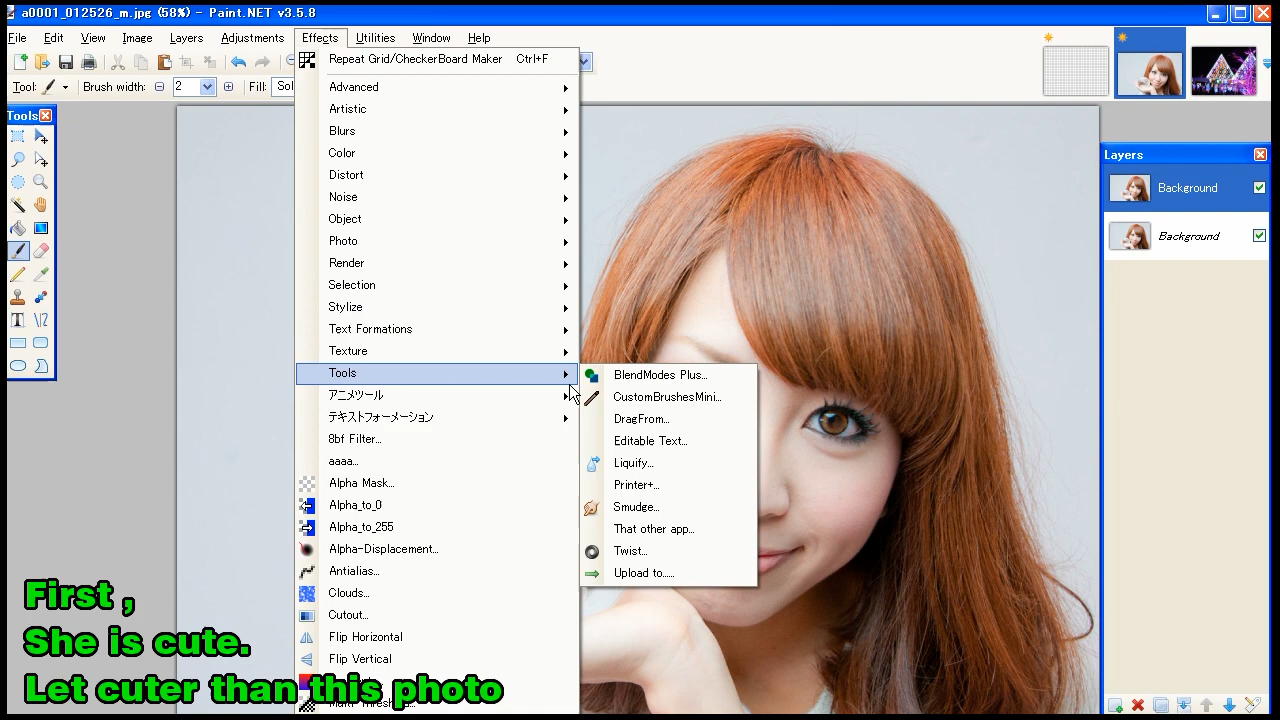 a0001_012526_m.jpg (58%) - Paint.NET v3.5.8
File Edit View Image Layers Adjustments Effects Utilities Window Help
Tool: Brush width: 2 Fill:
Tools
Ctrl+F
Advanced
Artistic
Blurs
Color
Distort
Noise
Object
Photo
Render
Selection
Stylize
Text Formations
Texture
Tools
アニメツール
テキストフォーメーション
8bf Filter...
aaaa...
Alpha Mask...
Alpha_to_0
Alpha_to_255
Alpha-Displacement...
Antialias...
Clouds...
Cutout...
Flip Horizontal
Flip Vertical
BlendModes Plus...
CustomBrushesMini...
DragFrom...
Editable Text...
Liquify...
Printer+...
Smudge...
That other app...
Twist...
Upload to......
Layers
Background
Background
First ,
She is cute.
Let cuter than this photo